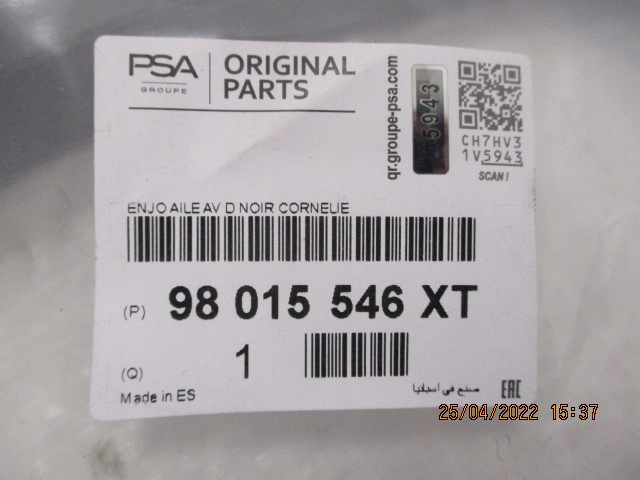 PSA
GROUPE
ORIGINAL
PARTS
qr.groupe-psa.com
5943
CH7HV3
1V5943
SCAN!
ENJO AILE AV D NOIR CORNELIE
(P) 98 015 546 XT
(Q) 1
Made in ES
صنع في أسبانيا
EAC
25/04/2022 15:37